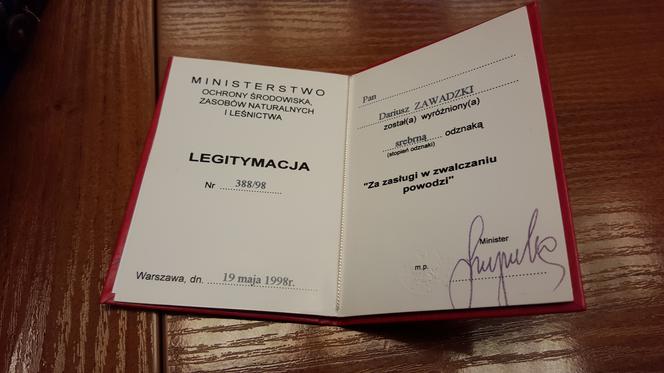 MINISTERSTWO
OCHRONY ŚRODOWISKA,
ZASOBÓW NATURALNYCH
I LEŚNICTWA
LEGITYMACJA
Nr 388/98
Warszawa, dn. 19 maja 1998r.
Pan
Dariusz ZAWADZKI
został(a) wyróżniony(a)
srebrną odznaką
(stopień odznaki)
"Za zasługi w zwalczaniu
powodzi"
Minister
m.p.